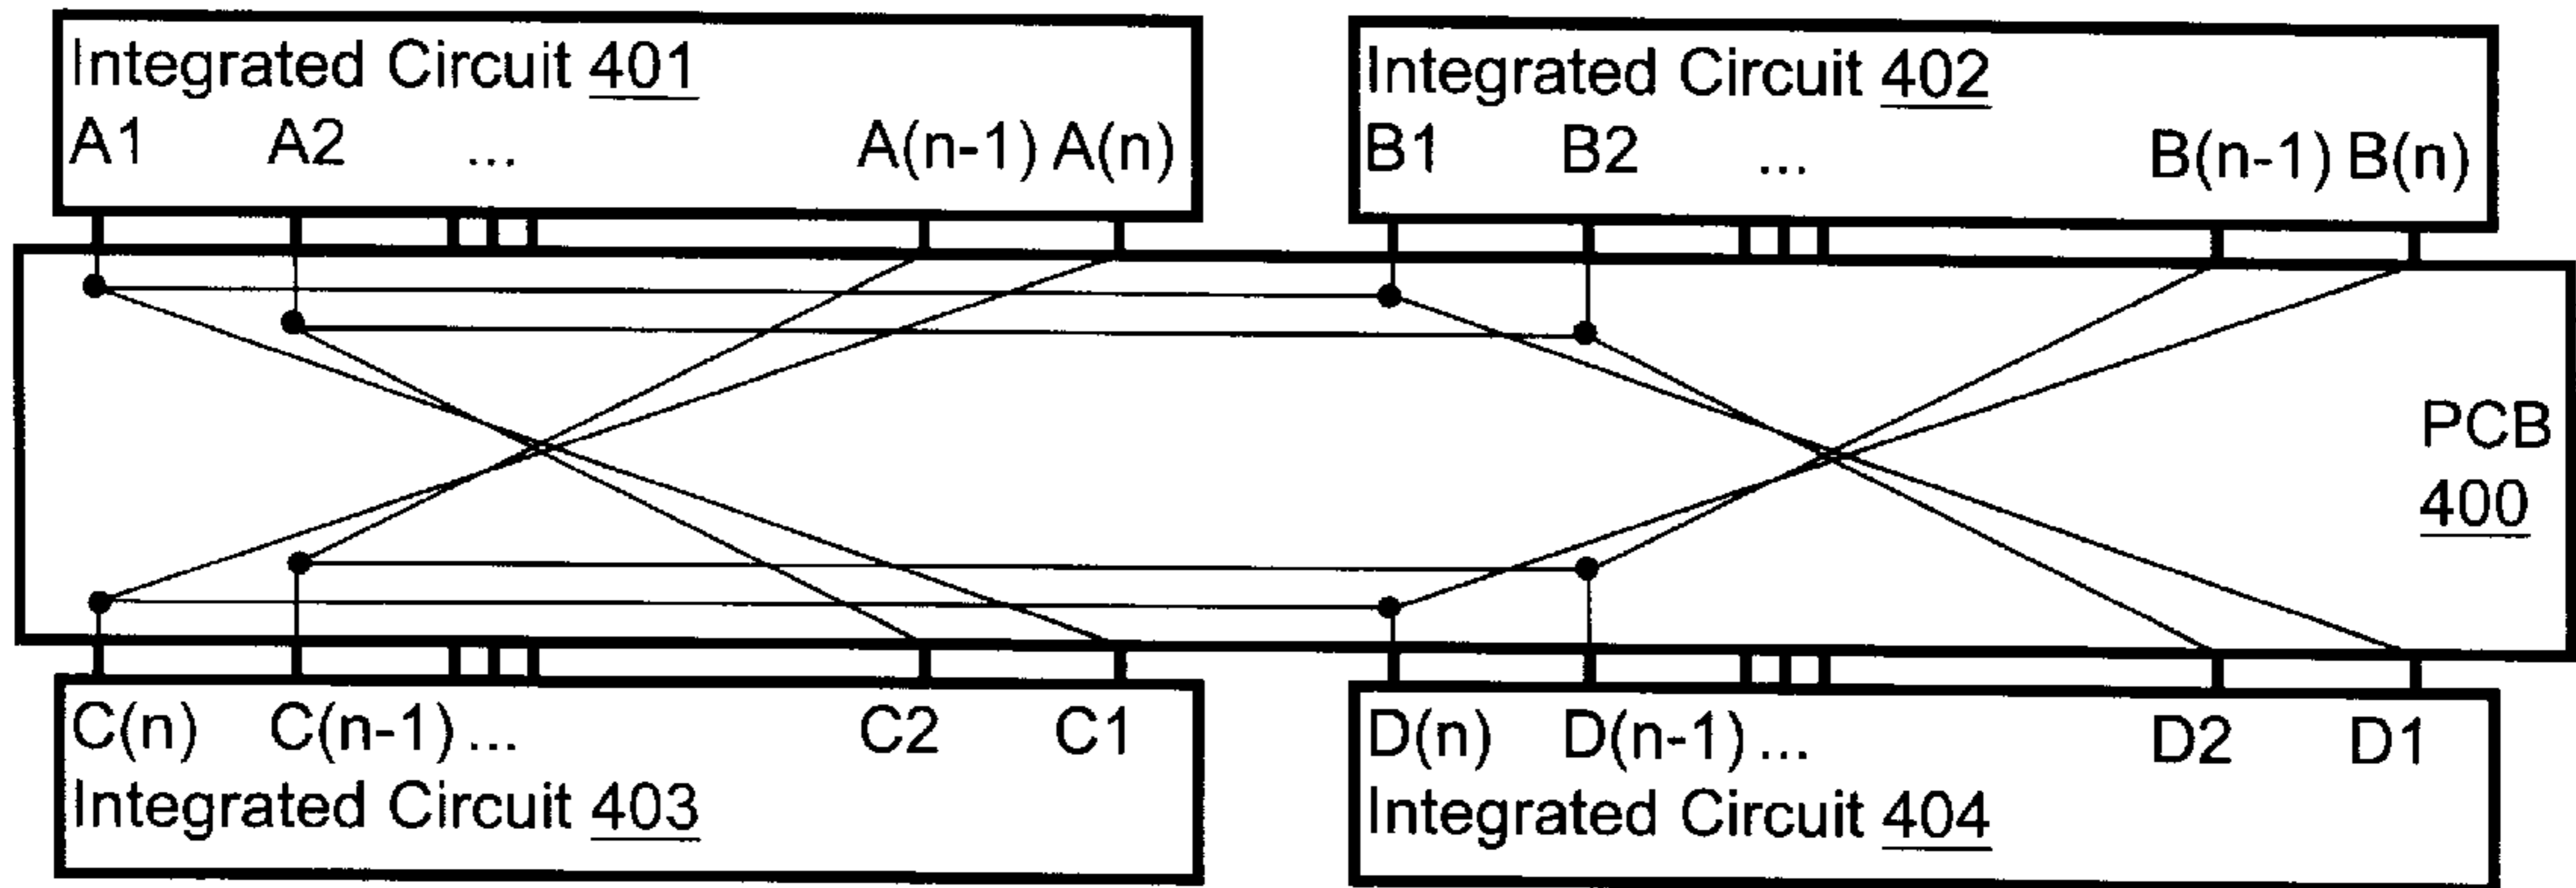 Integrated Circuit 401
A1 A2 ... A(n-1) A(n)
Integrated Circuit 402
B1 B2 ... B(n-1) B(n)
PCB
400
C(n) C(n-1) ... C2 C1
Integrated Circuit 403
D(n) D(n-1) ... D2 D1
Integrated Circuit 404